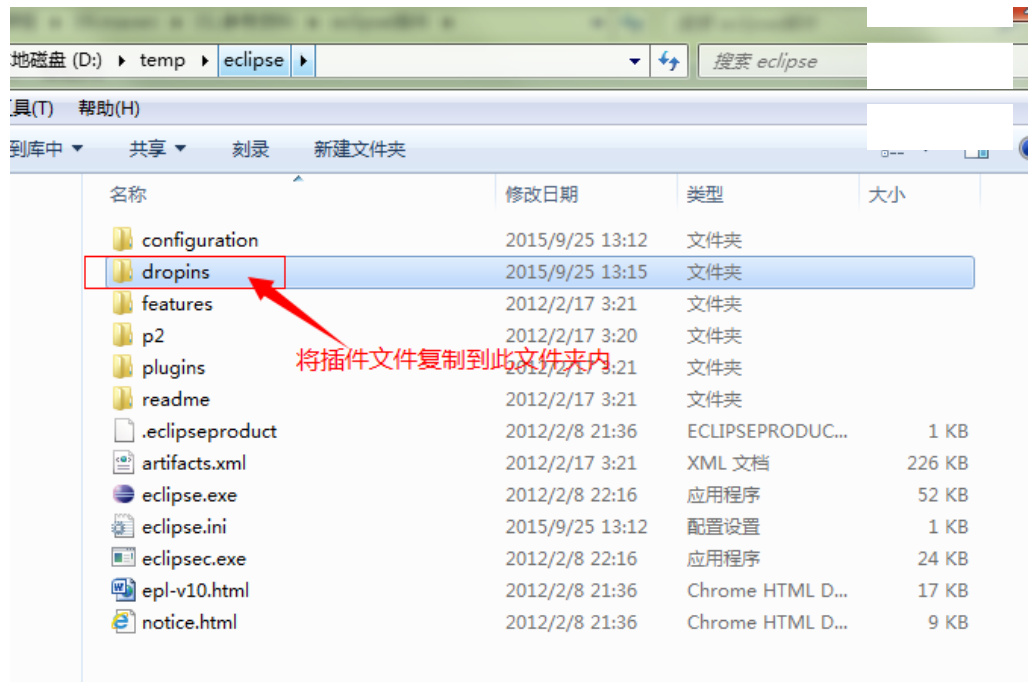 地磁盘 (D:) ▸ temp ▸ eclipse ▸ 搜索 eclipse
具(T) 帮助(H)
到库中 共享 刻录 新建文件夹
名称 修改日期 类型 大小
configuration 2015/9/25 13:12 文件夹
dropins 2015/9/25 13:15 文件夹
features 2012/2/17 3:21 文件夹
p2 2012/2/17 3:20 文件夹
将插件文件复制到此文件夹内
plugins 2012/2/17 3:21 文件夹
readme 2012/2/17 3:21 文件夹
.eclipseproduct 2012/2/8 21:36 ECLIPSEPRODUC... 1 KB
artifacts.xml 2012/2/17 3:21 XML 文档 226 KB
eclipse.exe 2012/2/8 22:16 应用程序 52 KB
eclipse.ini 2015/9/25 13:12 配置设置 1 KB
eclipsec.exe 2012/2/8 22:16 应用程序 24 KB
epl-v10.html 2012/2/8 21:36 Chrome HTML D... 17 KB
notice.html 2012/2/8 21:36 Chrome HTML D... 9 KB